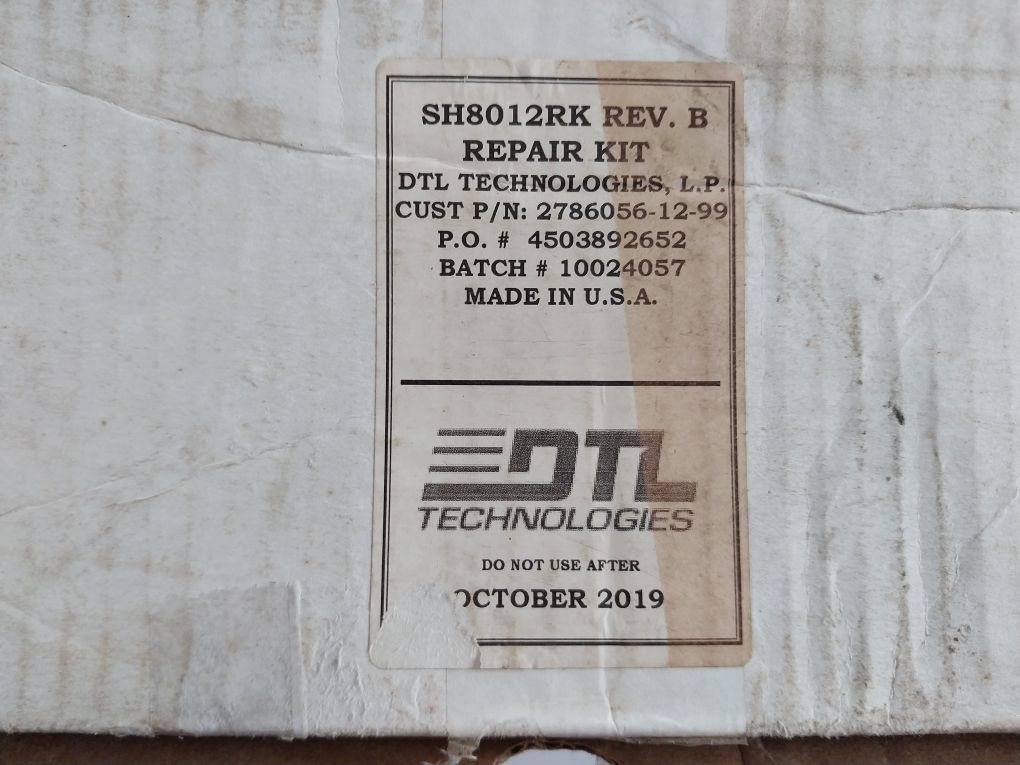 SH8012RK REV. B
REPAIR KIT
DTL TECHNOLOGIES, L.P.
CUST P/N: 2786056-12-99
P.O. # 4503892652
BATCH # 10024057
MADE IN U.S.A.
DTL
TECHNOLOGIES
DO NOT USE AFTER
OCTOBER 2019